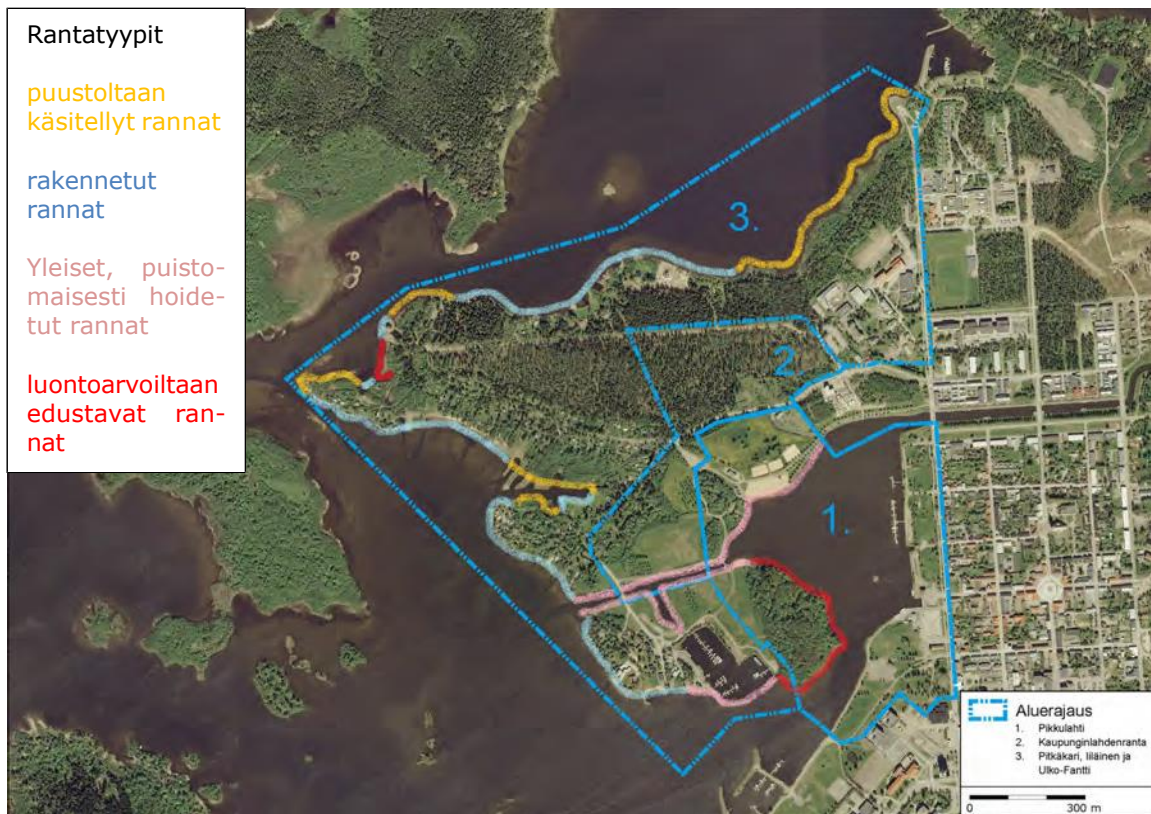 Rantatyypit
puustoltaan
käsitellyt rannat
rakennetut
rannat
Yleiset, puisto-
maisesti hoide-
tut rannat
luontoarvoiltaan
edustavat ran-
nat
3.
2.
1.
Aluerajaus
1. Pikkulahti
2. Kaupunginlahdenranta
3. Pitkäkari, Iiläinen ja
Ulko-Fantti
0 300 m